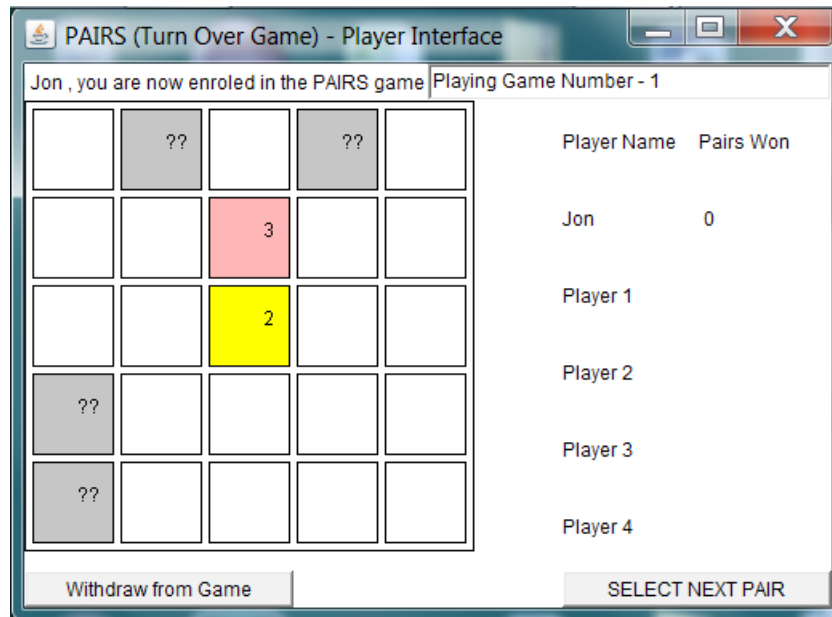 PAIRS (Turn Over Game) - Player Interface
Jon , you are now enroled in the PAIRS game Playing Game Number - 1
?? ?? Player Name Pairs Won
3 Jon 0
2 Player 1
?? Player 2
Player 3
??
Player 4
Withdraw from Game SELECT NEXT PAIR